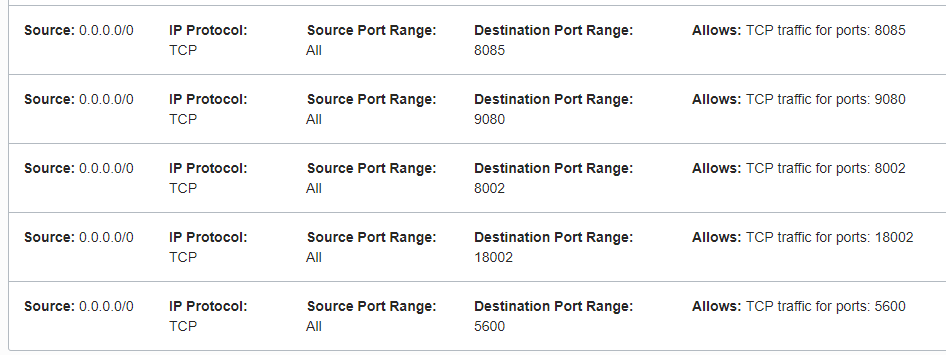 Source: 0.0.0.0/0 IP Protocol: Source Port Range: Destination Port Range: Allows: TCP traffic for ports: 8085
TCP All 8085
Source: 0.0.0.0/0 IP Protocol: Source Port Range: Destination Port Range: Allows: TCP traffic for ports: 9080
TCP All 9080
Source: 0.0.0.0/0 IP Protocol: Source Port Range: Destination Port Range: Allows: TCP traffic for ports: 8002
TCP All 8002
Source: 0.0.0.0/0 IP Protocol: Source Port Range: Destination Port Range: Allows: TCP traffic for ports: 18002
TCP All 18002
Source: 0.0.0.0/0 IP Protocol: Source Port Range: Destination Port Range: Allows: TCP traffic for ports: 5600
TCP All 5600